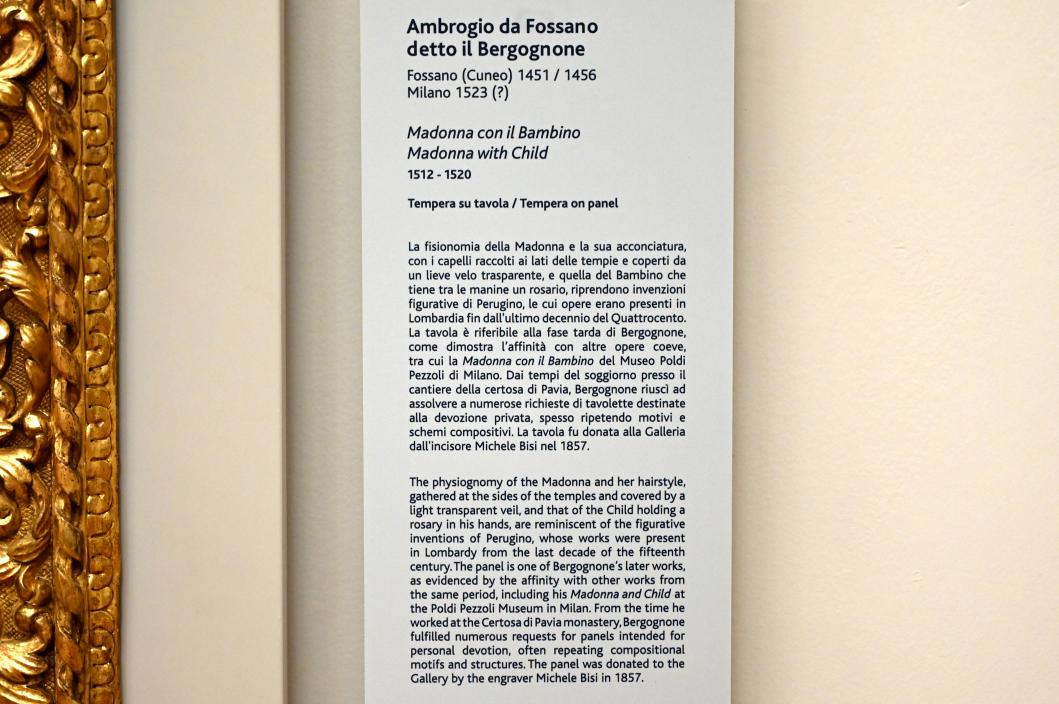 Ambrogio da Fossano
detto il Bergognone
Fossano (Cuneo) 1451 / 1456
Milano 1523 (?)
Madonna con il Bambino
Madonna with Child
1512 - 1520
Tempera su tavola / Tempera on panel
La fisionomia della Madonna e la sua acconciatura,
con i capelli raccolti ai lati delle tempie e coperti da
un lieve velo trasparente, e quella del Bambino che
tiene tra le manine un rosario, riprendono invenzioni
figurative di Perugino, le cui opere erano presenti in
Lombardia fin dall'ultimo decennio del Quattrocento.
La tavola è riferibile alla fase tarda di Bergognone,
come dimostra l'affinità con altre opere coeve,
tra cui la Madonna con il Bambino del Museo Poldi
Pezzoli di Milano. Dai tempi del soggiorno presso il
cantiere della certosa di Pavia, Bergognone riuscì ad
assolvere a numerose richieste di tavolette destinate
alla devozione privata, spesso ripetendo motivi e
schemi compositivi. La tavola fu donata alla Galleria
dall'incisore Michele Bisi nel 1857.
The physiognomy of the Madonna and her hairstyle,
gathered at the sides of the temples and covered by a
light transparent veil, and that of the Child holding a
rosary in his hands, are reminiscent of the figurative
inventions of Perugino, whose works were present
in Lombardy from the last decade of the fifteenth
century. The panel is one of Bergognone's later works,
as evidenced by the affinity with other works from
the same period, including his Madonna and Child at
the Poldi Pezzoli Museum in Milan. From the time he
worked at the Certosa di Pavia monastery, Bergognone
fulfilled numerous requests for panels intended for
personal devotion, often repeating compositional
motifs and structures. The panel was donated to the
Gallery by the engraver Michele Bisi in 1857.